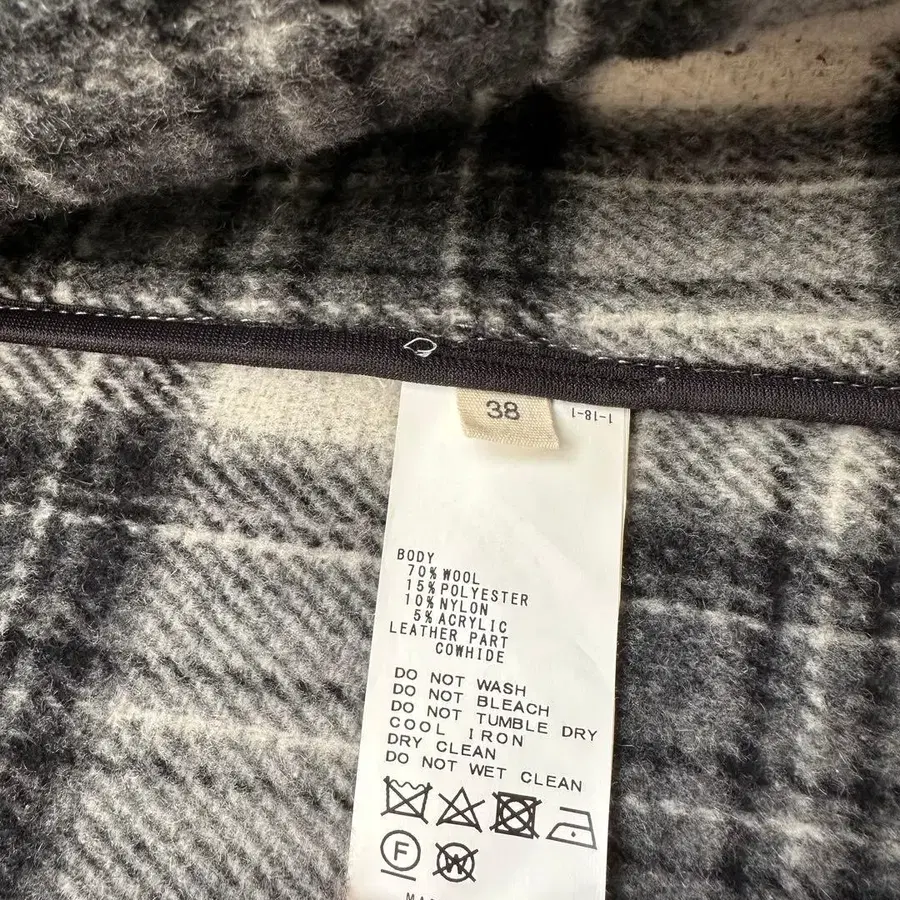 38
1-18-1
BODY
70% WOOL
15% POLYESTER
10% NYLON
5% ACRYLIC
LEATHER PART
COWHIDE
DO NOT WASH
DO NOT BLEACH
DO NOT TUMBLE DRY
COOL IRON
DRY CLEAN
DO NOT WET CLEAN
F
W